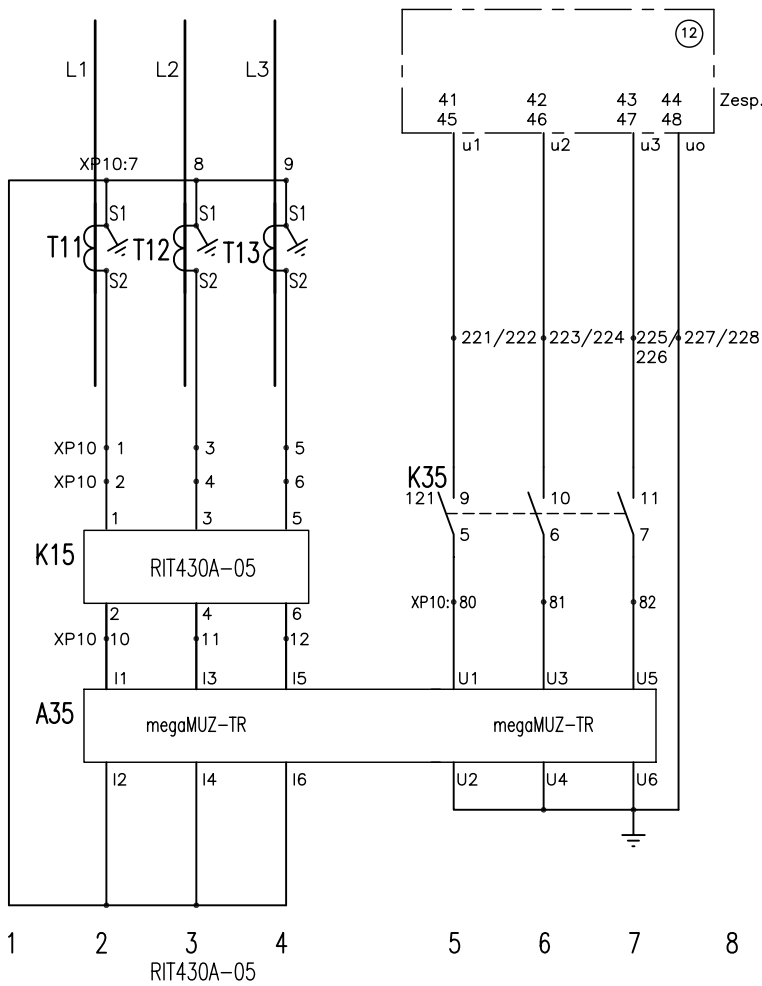 12
L1 L2 L3
41 42 43 44 Zesp.
45 46 47 48
u1 u2 u3 uo
XP10:7 8 9
S1 S1 S1
T11 T12 T13
S2 S2 S2
221/222 223/224 225/ 227/228
226
XP10 1 3 5
XP10 2 4 6
K35
121 9 10 11
1 3 5
5 6 7
K15 RIT430A-05
2 4 6
XP10: 80 81 82
XP10 10 11 12
I1 I3 I5 U1 U3 U5
A35 megaMUZ-TR megaMUZ-TR
I2 I4 I6 U2 U4 U6
1 2 3 4 5 6 7 8
RIT430A-05